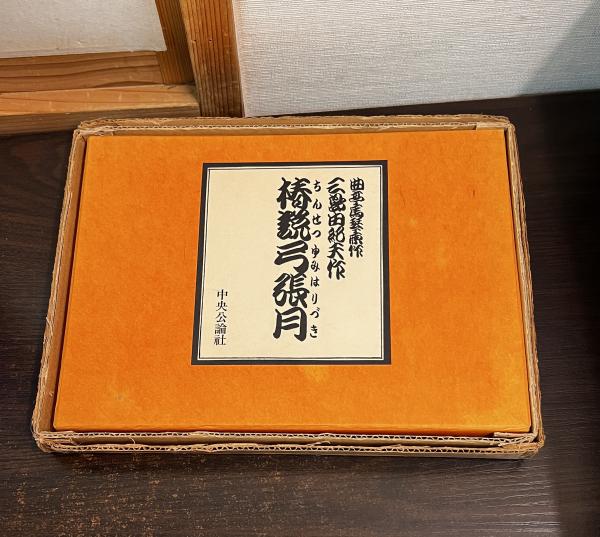 曲亭馬琴原作
三島由紀夫作
椿説弓張月
ちんせつゆみはりづき
中央公論社